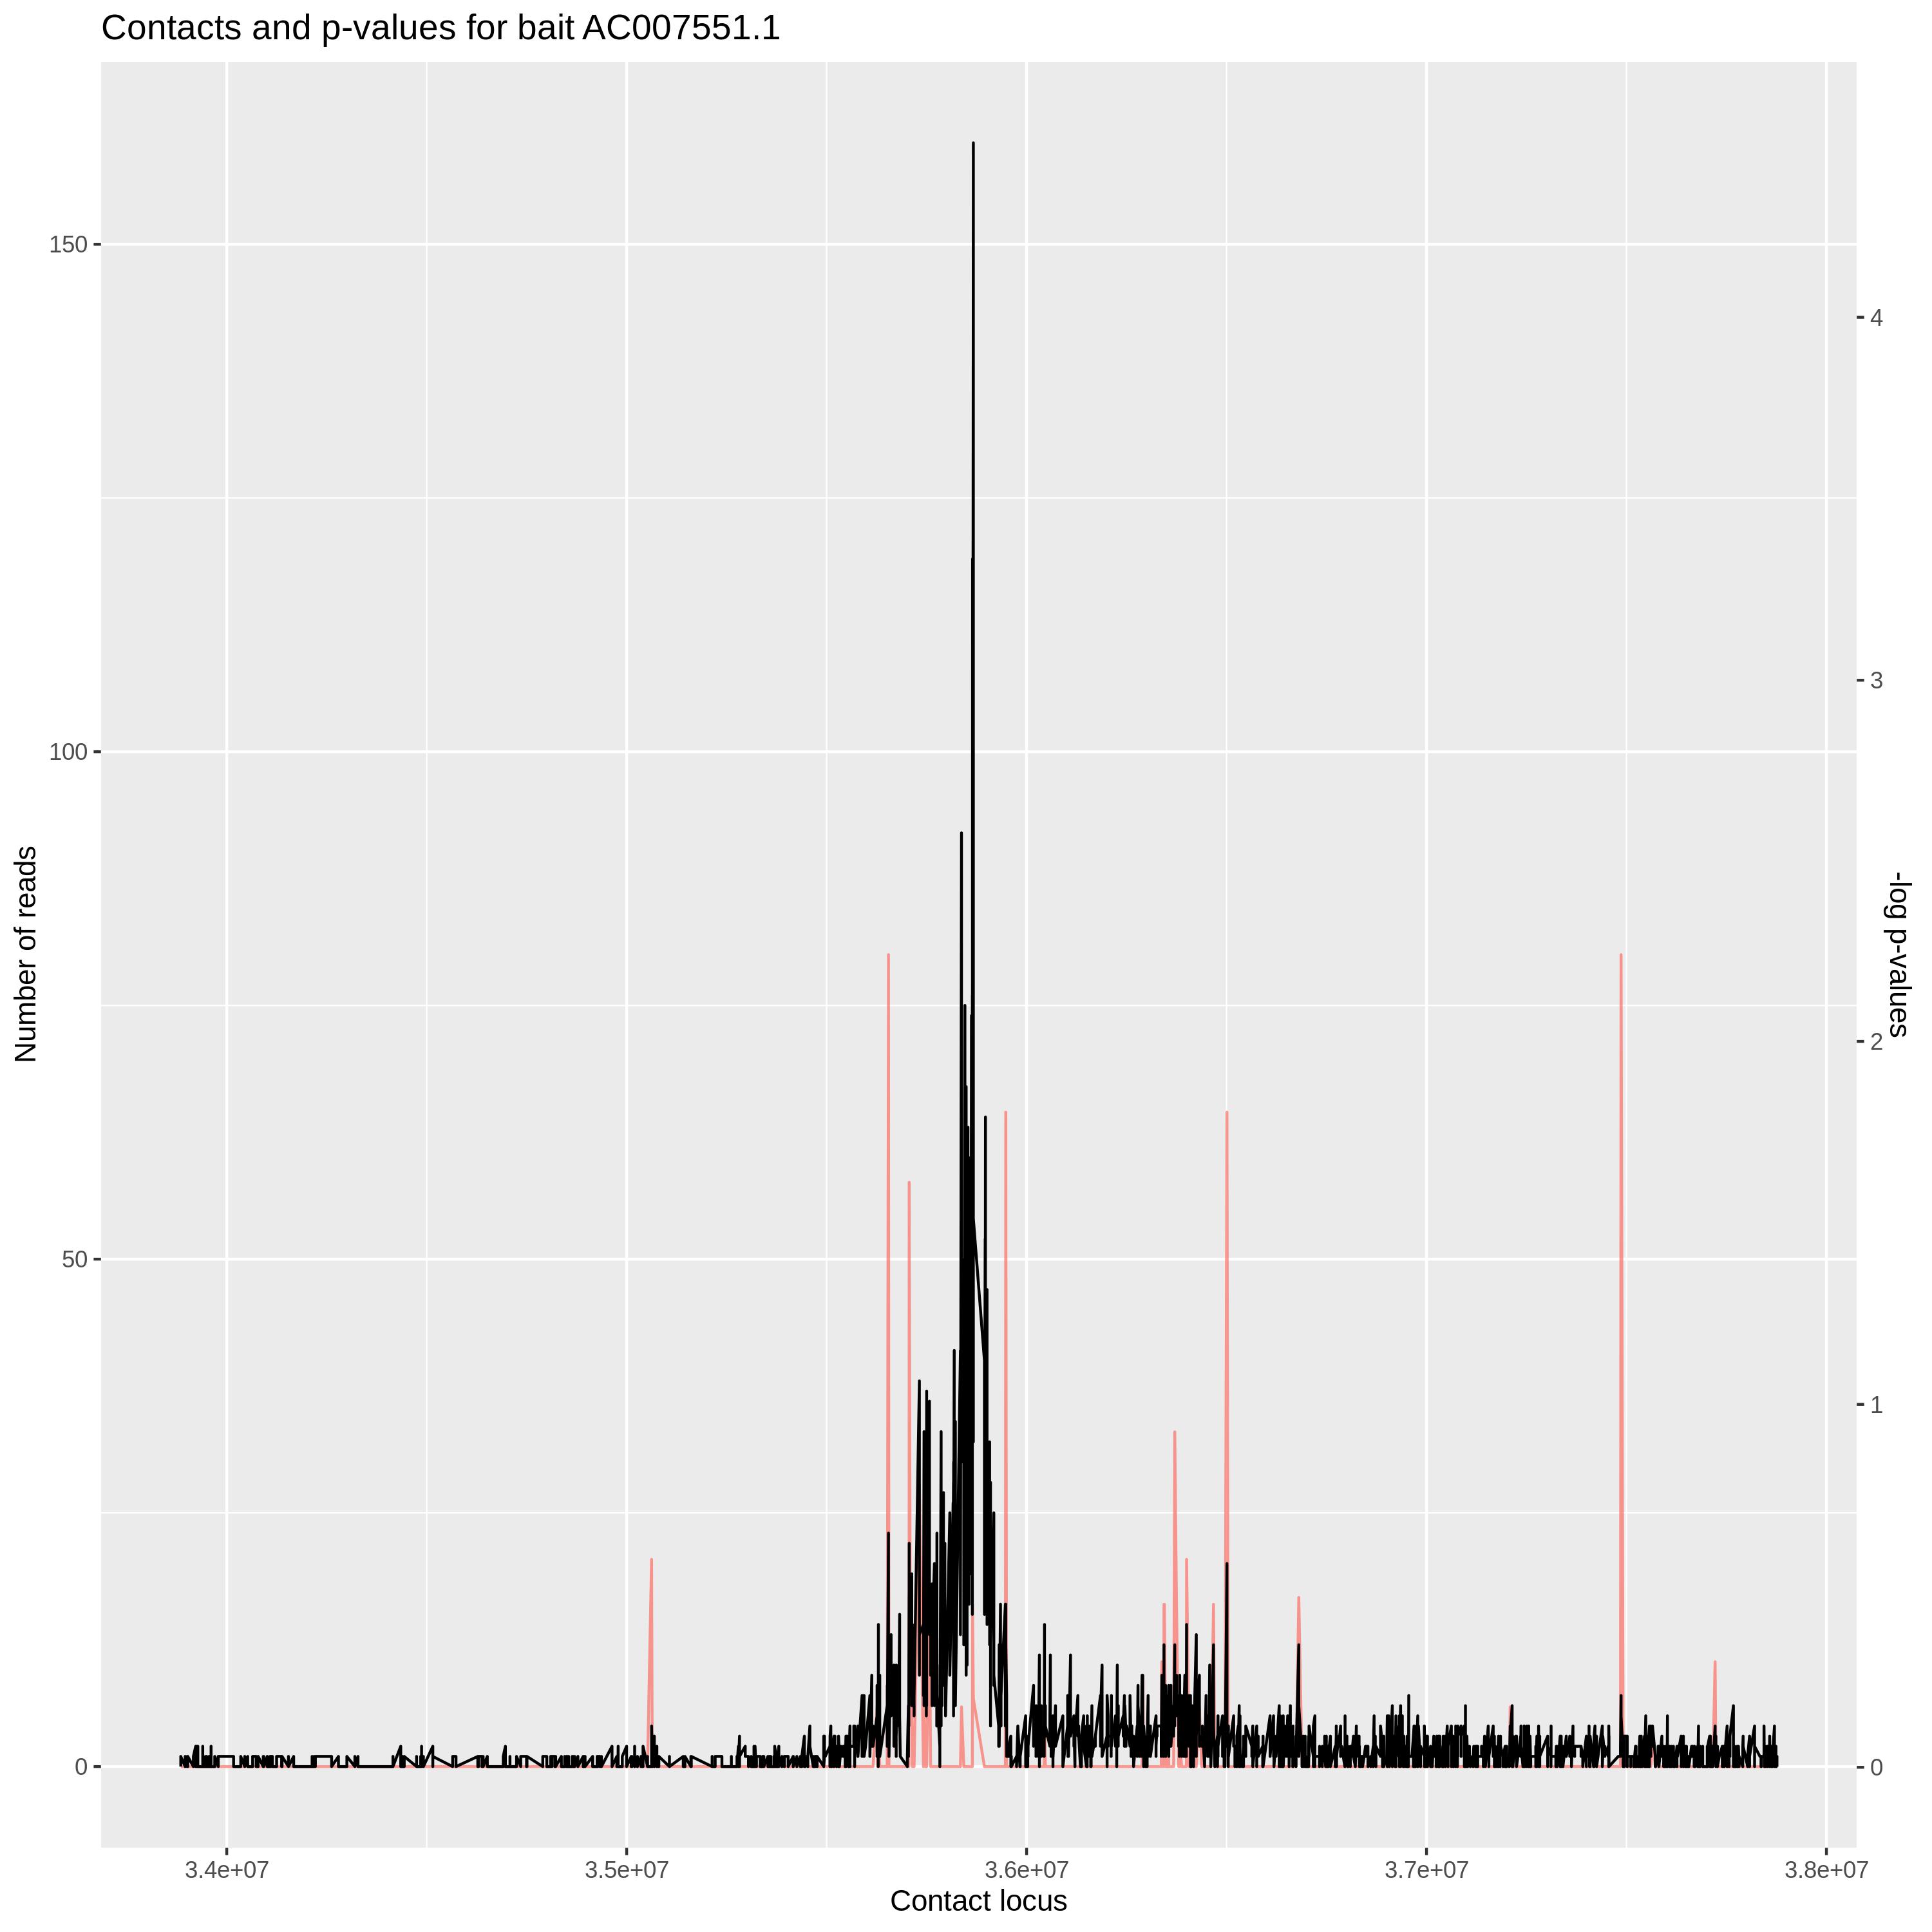 Contacts and p-values for bait AC007551.1
150
100
50
0
Number of reads
4
3
2
1
0
-log p-values
3.4e+07 3.5e+07 3.6e+07 3.7e+07 3.8e+07
Contact locus